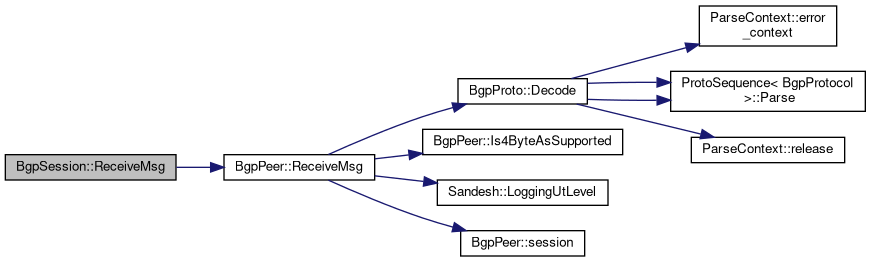 BgpSession::ReceiveMsg
BgpPeer::ReceiveMsg
BgpProto::Decode
ParseContext::error
_context
ProtoSequence< BgpProtocol
>::Parse
ParseContext::release
BgpPeer::Is4ByteAsSupported
Sandesh::LoggingUtLevel
BgpPeer::session